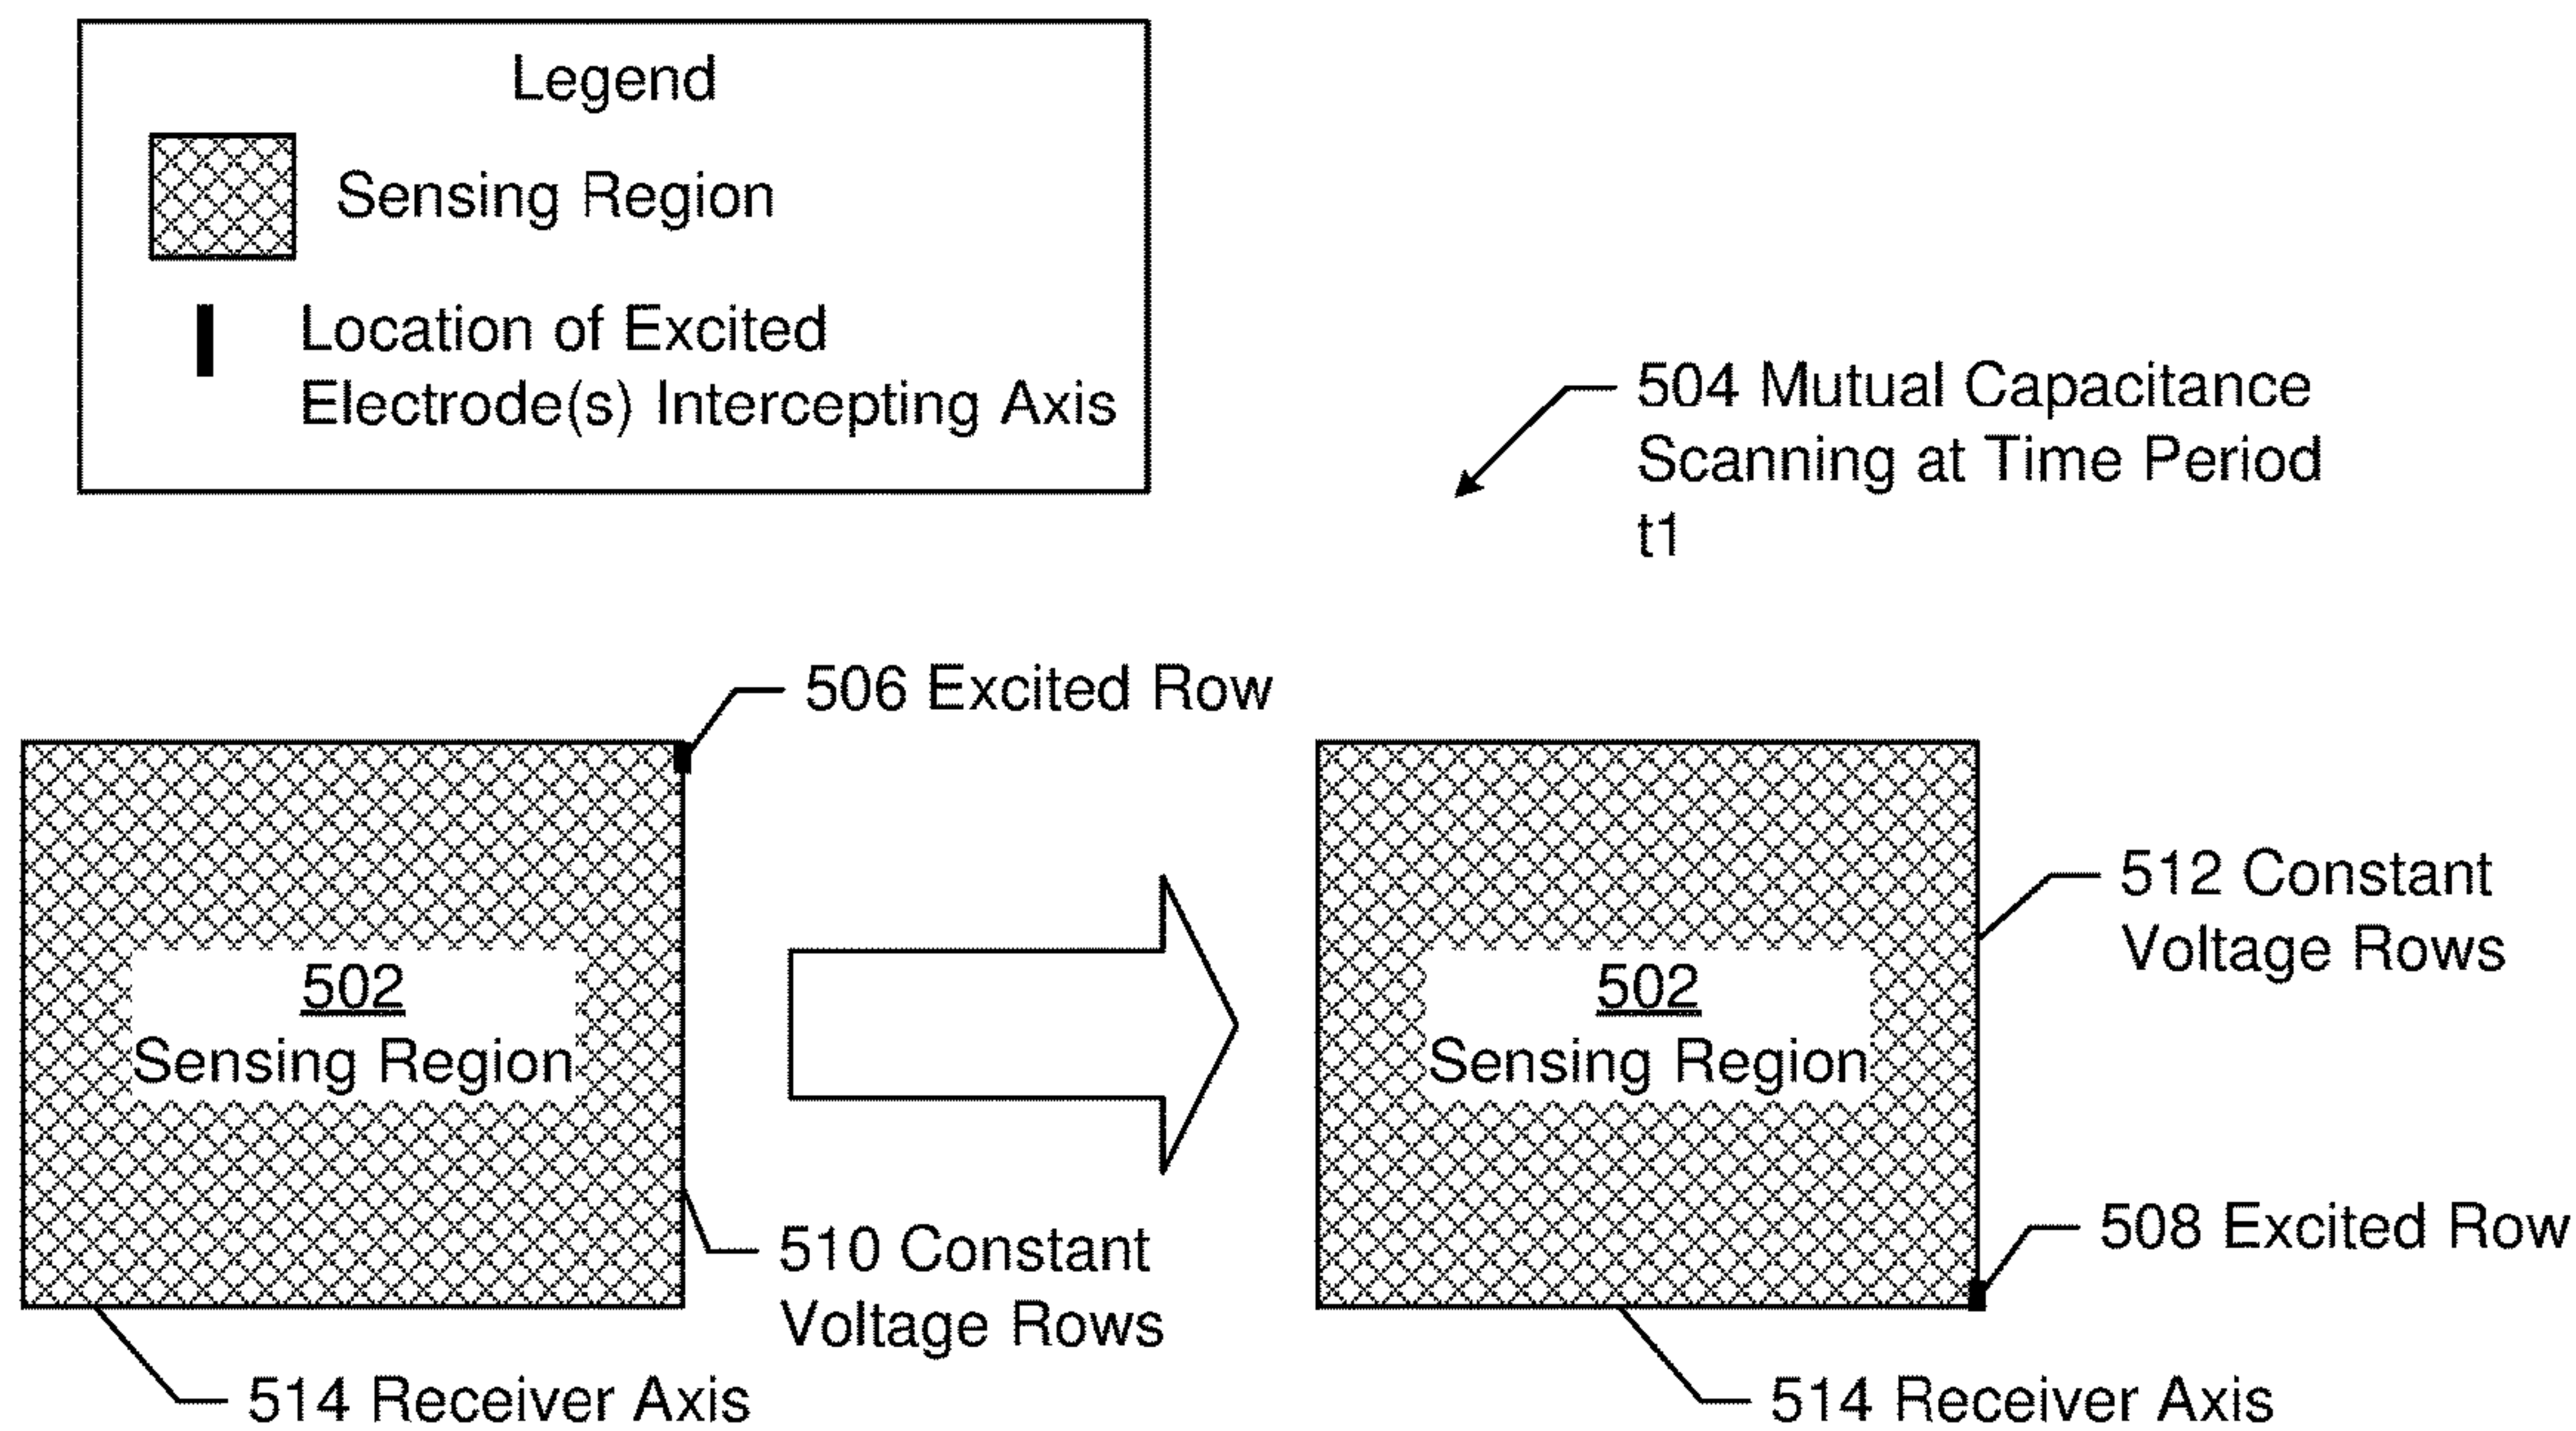 Legend
Sensing Region
Location of Excited
Electrode(s) Intercepting Axis
504 Mutual Capacitance
Scanning at Time Period
t1
506 Excited Row
502
Sensing Region
510 Constant
Voltage Rows
514 Receiver Axis
502
Sensing Region
512 Constant
Voltage Rows
508 Excited Row
514 Receiver Axis